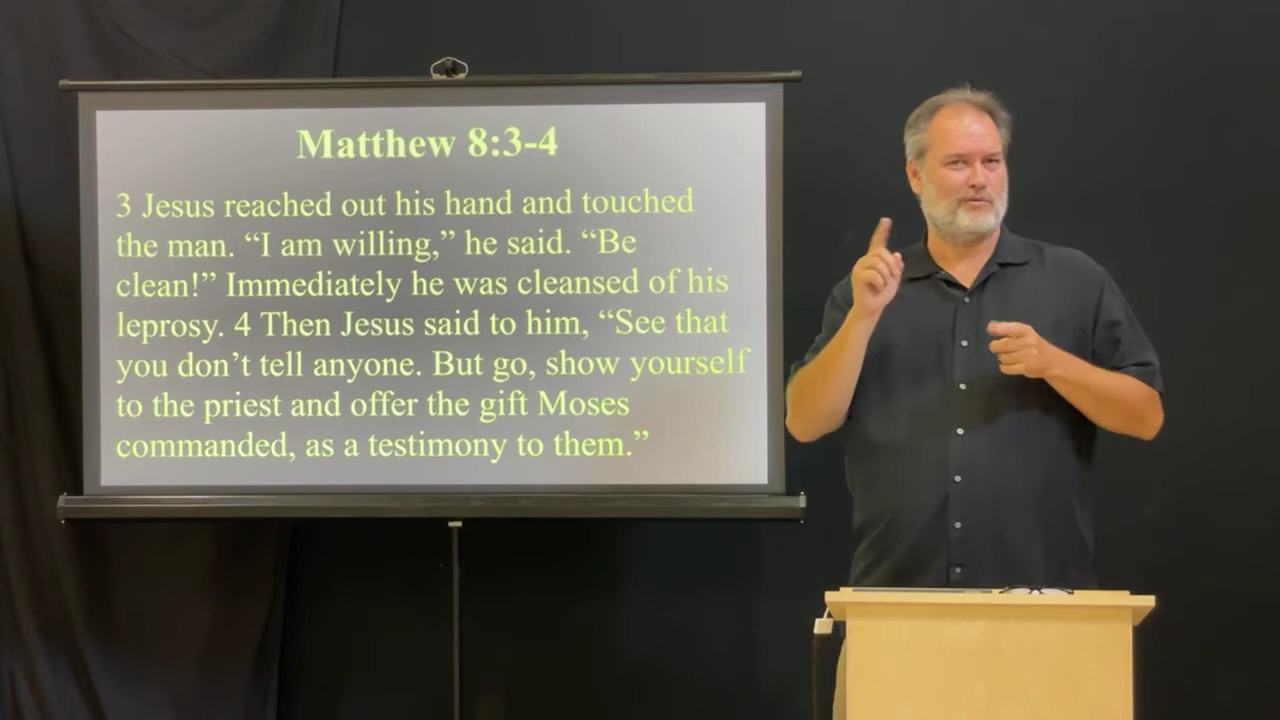 Matthew 8:3-4
3 Jesus reached out his hand and touched
the man. “I am willing,” he said. “Be
clean!” Immediately he was cleansed of his
leprosy. 4 Then Jesus said to him, “See that
you don’t tell anyone. But go, show yourself
to the priest and offer the gift Moses
commanded, as a testimony to them.”